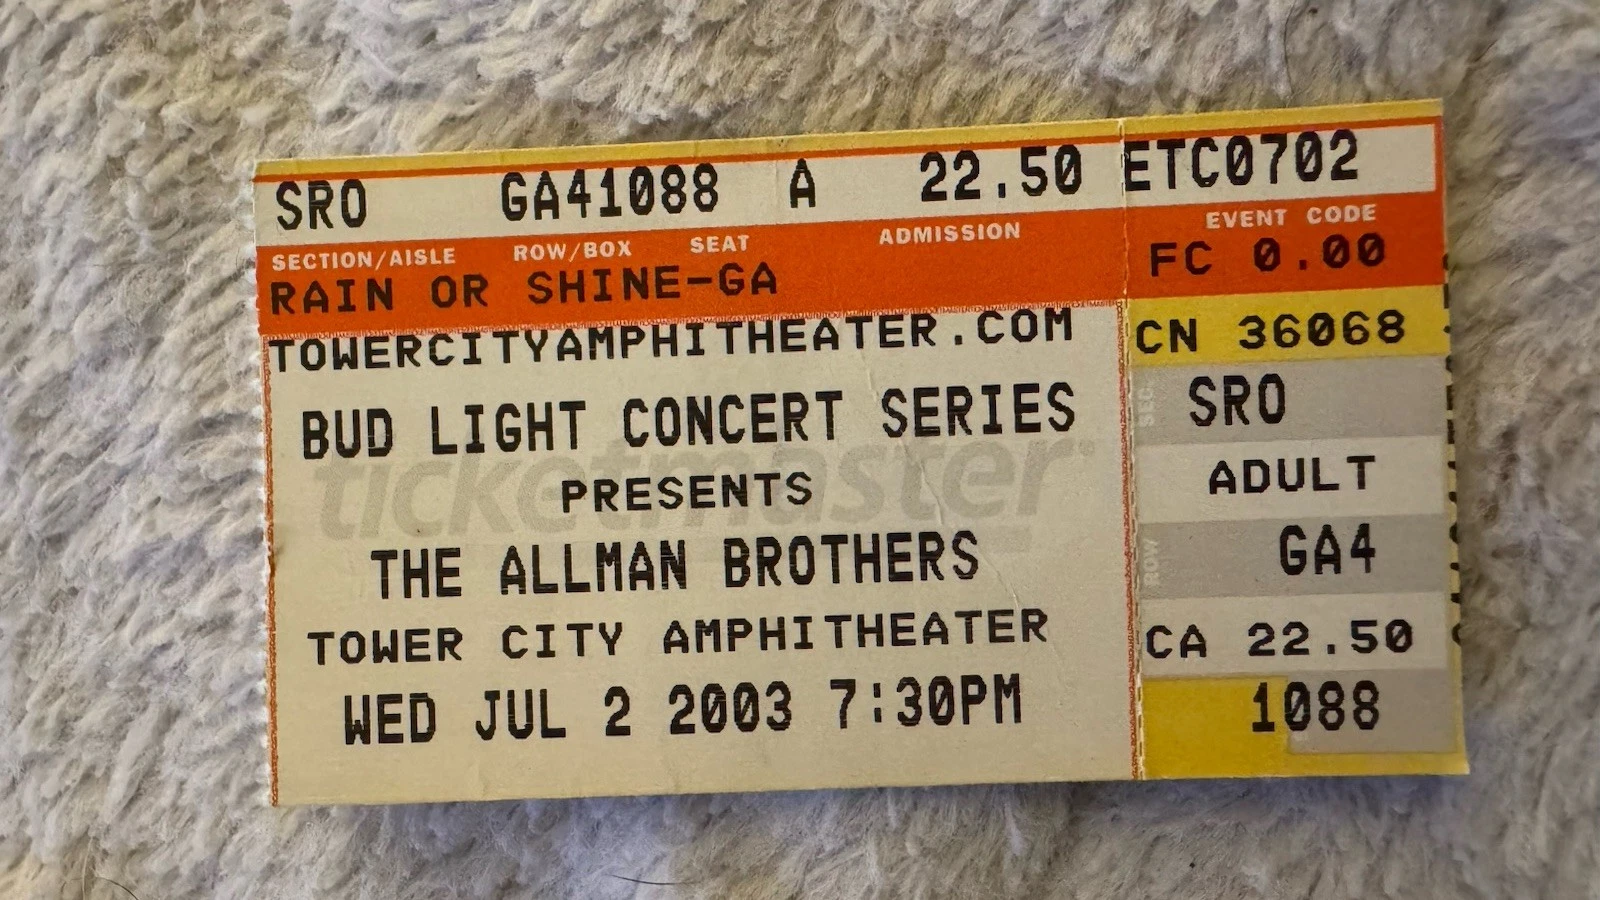 SRO GA41088 A 22.50 ETC0702
SECTION/AISLE ROW/BOX SEAT ADMISSION EVENT CODE
RAIN OR SHINE-GA FC 0.00
TOWERCITYAMPHITHEATER.COM CN 36068
BUD LIGHT CONCERT SERIES SEC SRO
ticketmaster
PRESENTS ADULT
THE ALLMAN BROTHERS ROW GA4
TOWER CITY AMPHITHEATER CA 22.50
WED JUL 2 2003 7:30PM 1088